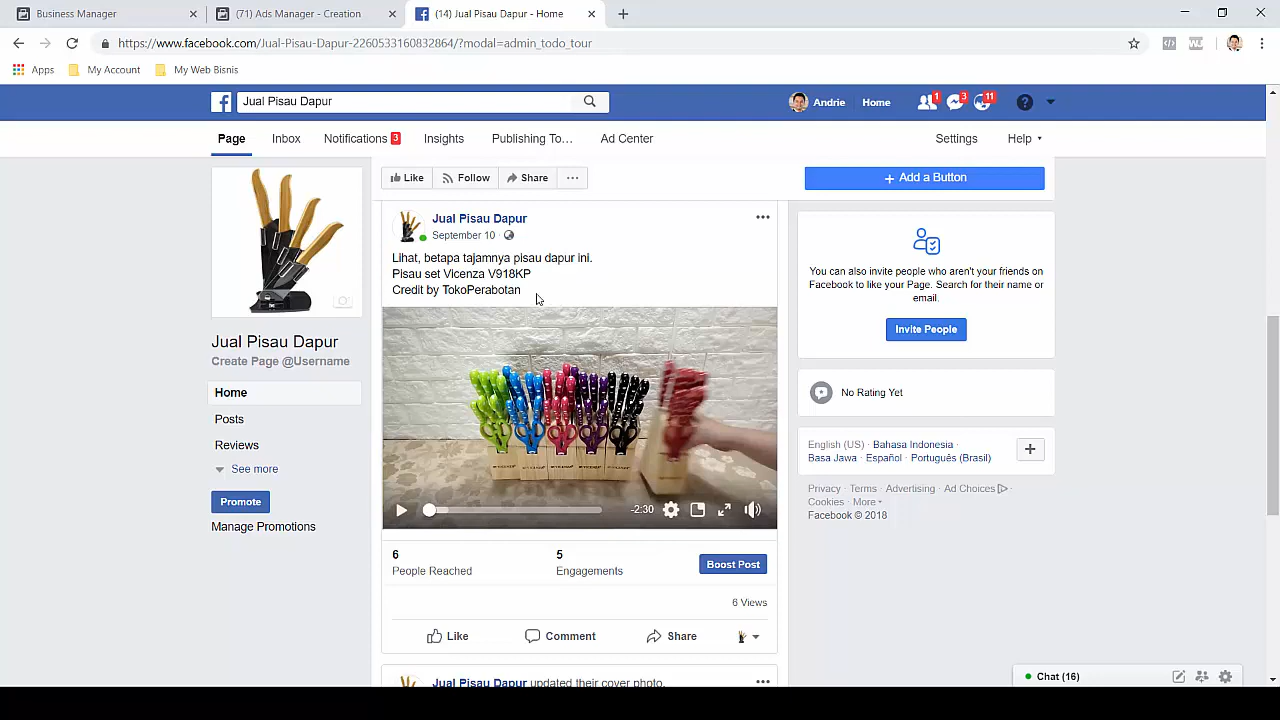 Business Manager
(71) Ads Manager - Creation
(14) Jual Pisau Dapur - Home
https://www.facebook.com/Jual-Pisau-Dapur-2260533160832864/?modal=admin_todo_tour
Apps
My Account
My Web Bisnis
Jual Pisau Dapur
Andrie
Home
1
3
11
Page
Inbox
Notifications 3
Insights
Publishing To...
Ad Center
Settings
Help
Like
Follow
Share
+ Add a Button
Jual Pisau Dapur
Create Page @Username
Home
Posts
Reviews
See more
Promote
Manage Promotions
Jual Pisau Dapur
September 10 ·
Lihat, betapa tajamnya pisau dapur ini.
Pisau set Vicenza V918KP
Credit by TokoPerabotan
-2:30
6
People Reached
5
Engagements
Boost Post
6 Views
Like
Comment
Share
Jual Pisau Dapur updated their cover photo.
You can also invite people who aren't your friends on
Facebook to like your Page. Search for their name or
email.
Invite People
No Rating Yet
English (US) · Bahasa Indonesia ·
Basa Jawa · Español · Português (Brasil)
Privacy · Terms · Advertising · Ad Choices ·
Cookies · More
Facebook © 2018
Chat (16)